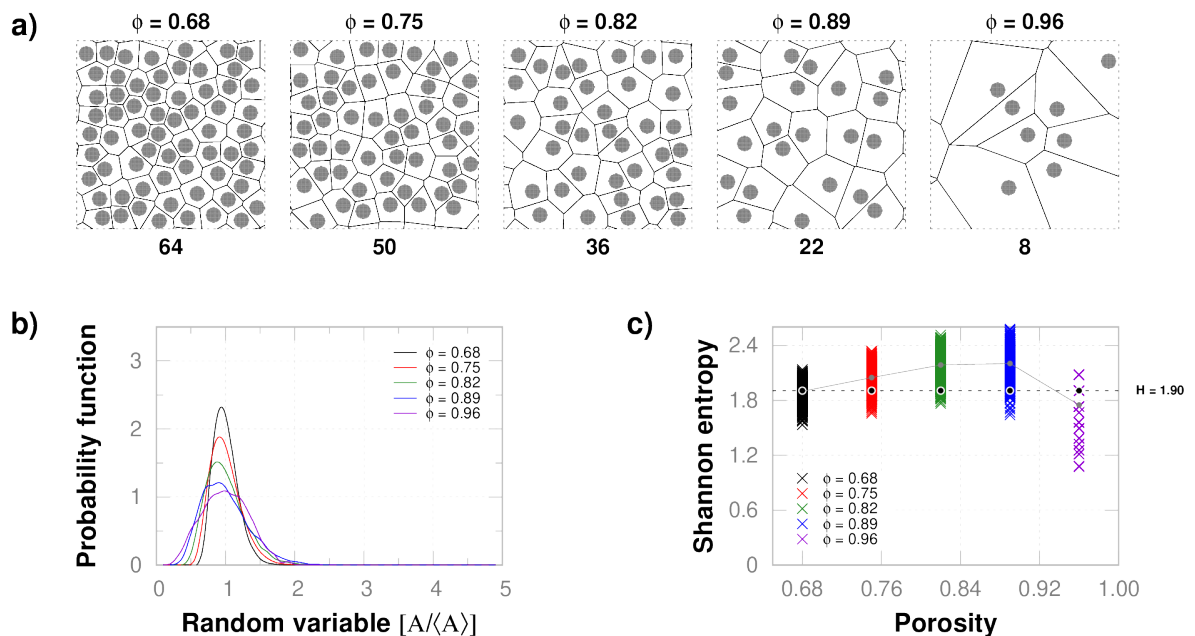 a)
ϕ = 0.68
ϕ = 0.75
ϕ = 0.82
ϕ = 0.89
ϕ = 0.96
64
50
36
22
8
b)
Probability function
3
2
1
0
0
1
2
3
4
5
ϕ = 0.68
ϕ = 0.75
ϕ = 0.82
ϕ = 0.89
ϕ = 0.96
Random variable [A/⟨A⟩]
c)
Shannon entropy
2.4
1.8
1.2
0.6
0
H = 1.90
ϕ = 0.68
ϕ = 0.75
ϕ = 0.82
ϕ = 0.89
ϕ = 0.96
0.68
0.76
0.84
0.92
1.00
Porosity